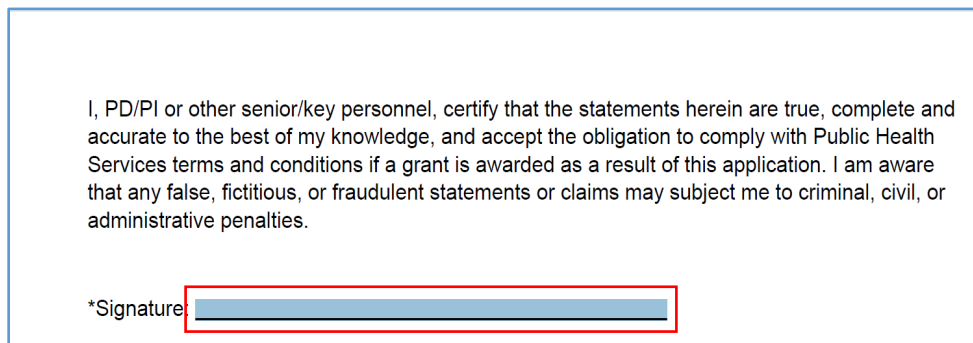 I, PD/PI or other senior/key personnel, certify that the statements herein are true, complete and
accurate to the best of my knowledge, and accept the obligation to comply with Public Health
Services terms and conditions if a grant is awarded as a result of this application. I am aware
that any false, fictitious, or fraudulent statements or claims may subject me to criminal, civil, or
administrative penalties.
*Signature: